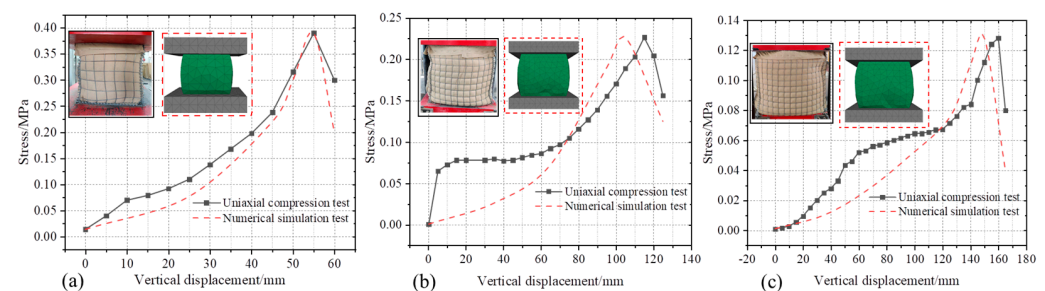 0.40
0.35
0.30
0.25
0.20
0.15
0.10
0.05
0.00
Stress/MPa
Uniaxial compression test
Numerical simulation test
0 10 20 30 40 50 60
Vertical displacement/mm
(a)
0.25
0.20
0.15
0.10
0.05
0.00
Stress/MPa
Uniaxial compression test
Numerical simulation test
0 20 40 60 80 100 120 140
Vertical displacement/mm
(b)
0.14
0.12
0.10
0.08
0.06
0.04
0.02
0.00
Stress/MPa
Uniaxial compression test
Numerical simulation test
-20 0 20 40 60 80 100 120 140 160 180
Vertical displacement/mm
(c)